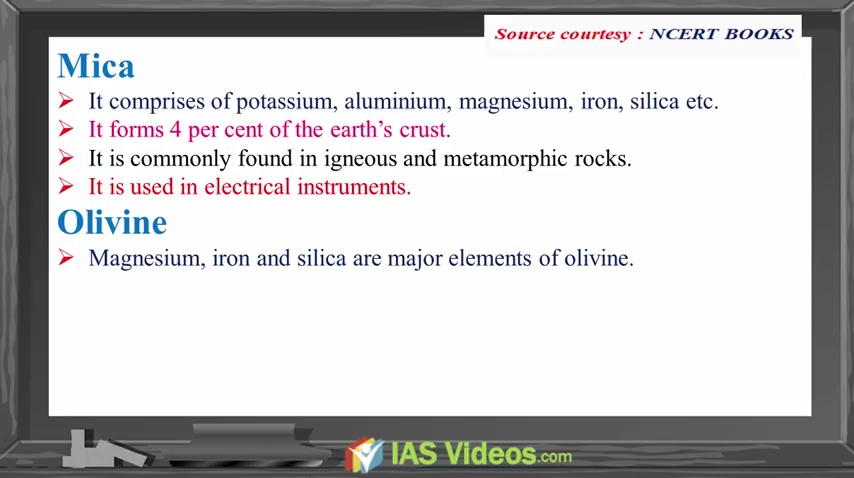 Source courtesy : NCERT BOOKS
Mica
➢ It comprises of potassium, aluminium, magnesium, iron, silica etc.
➢ It forms 4 per cent of the earth's crust.
➢ It is commonly found in igneous and metamorphic rocks.
➢ It is used in electrical instruments.
Olivine
➢ Magnesium, iron and silica are major elements of olivine.
IAS Videos.com